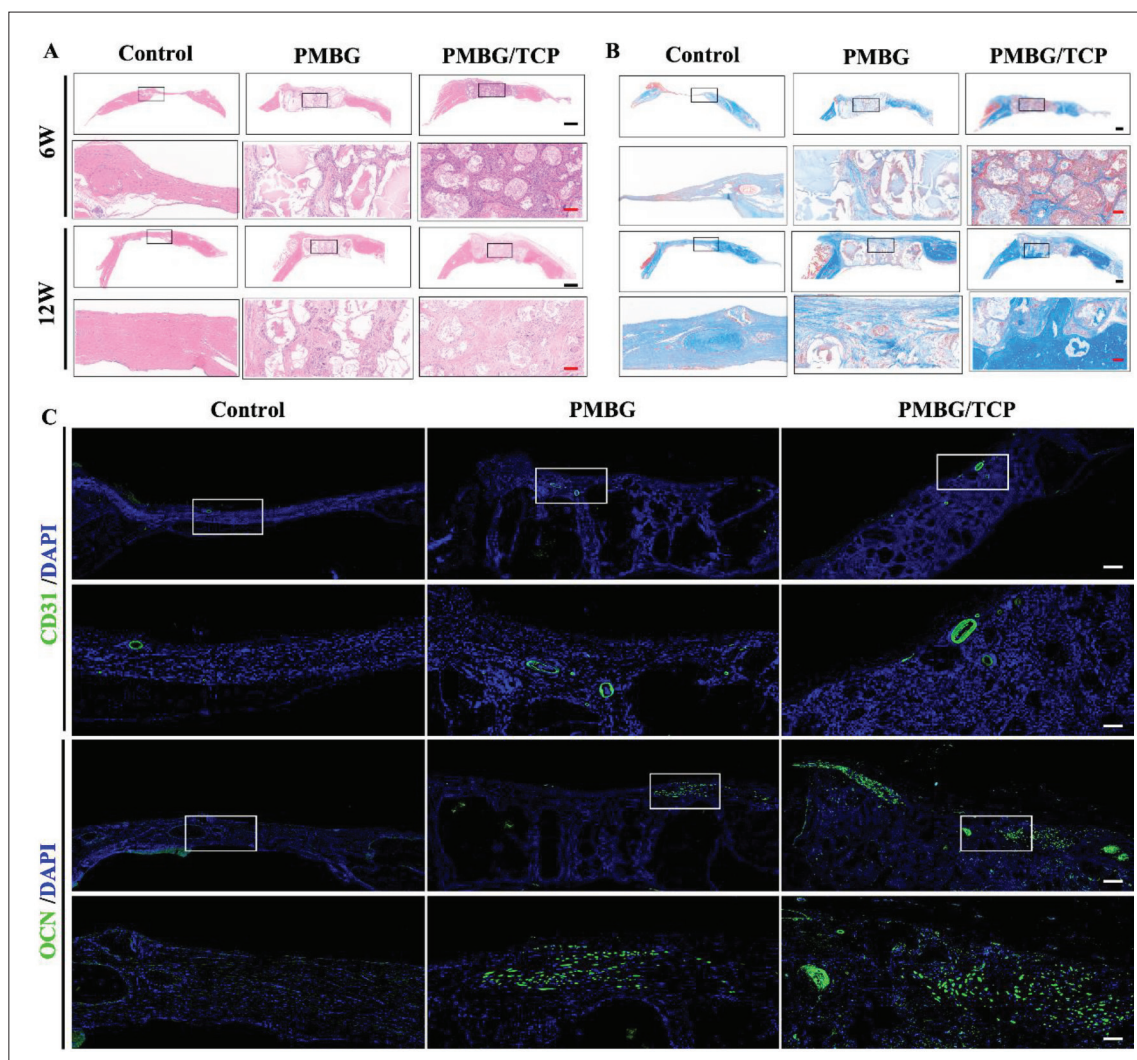 A
Control
PMBG
PMBG/TCP
B
Control
PMBG
PMBG/TCP
6W
12W
C
Control
PMBG
PMBG/TCP
CD31 /DAPI
OCN /DAPI